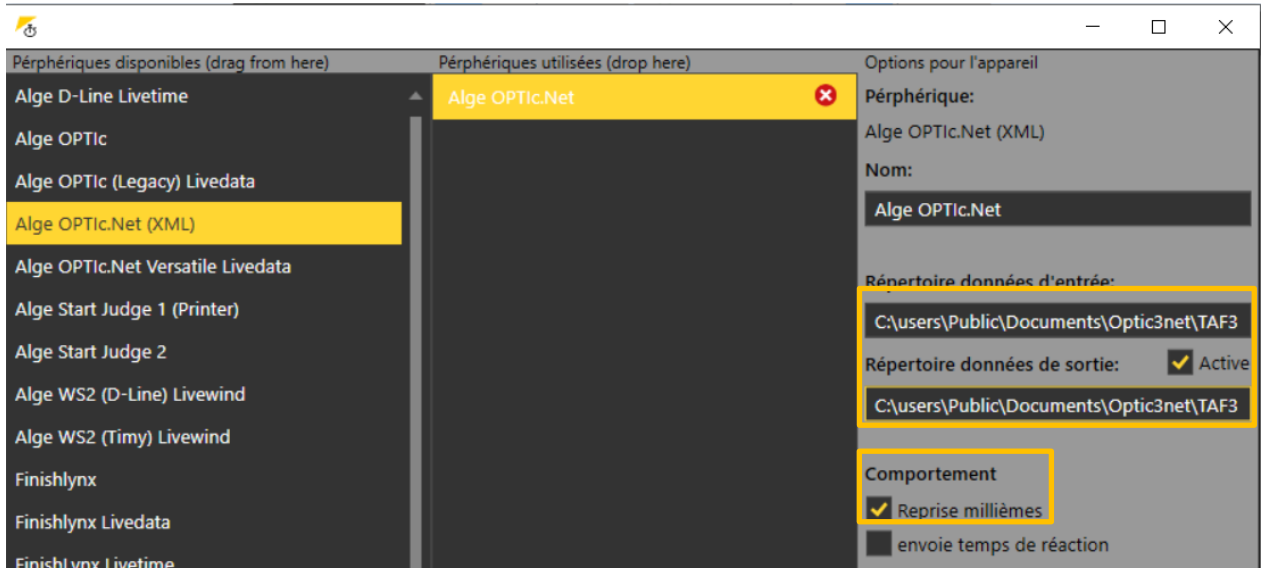 Pérphériques disponibles (drag from here)
Alge D-Line Livetime
Alge OPTIc
Alge OPTIc (Legacy) Livedata
Alge OPTIc.Net (XML)
Alge OPTIc.Net Versatile Livedata
Alge Start Judge 1 (Printer)
Alge Start Judge 2
Alge WS2 (D-Line) Livewind
Alge WS2 (Timy) Livewind
Finishlynx
Finishlynx Livedata
FinishLynx Livetime
Pérphériques utilisées (drop here)
Alge OPTIc.Net
Options pour l'appareil
Pérphérique:
Alge OPTIc.Net (XML)
Nom:
Alge OPTIc.Net
Répertoire données d'entrée:
C:\users\Public\Documents\Optic3net\TAF3
Répertoire données de sortie: Active
C:\users\Public\Documents\Optic3net\TAF3
Comportement
Reprise millièmes
envoie temps de réaction